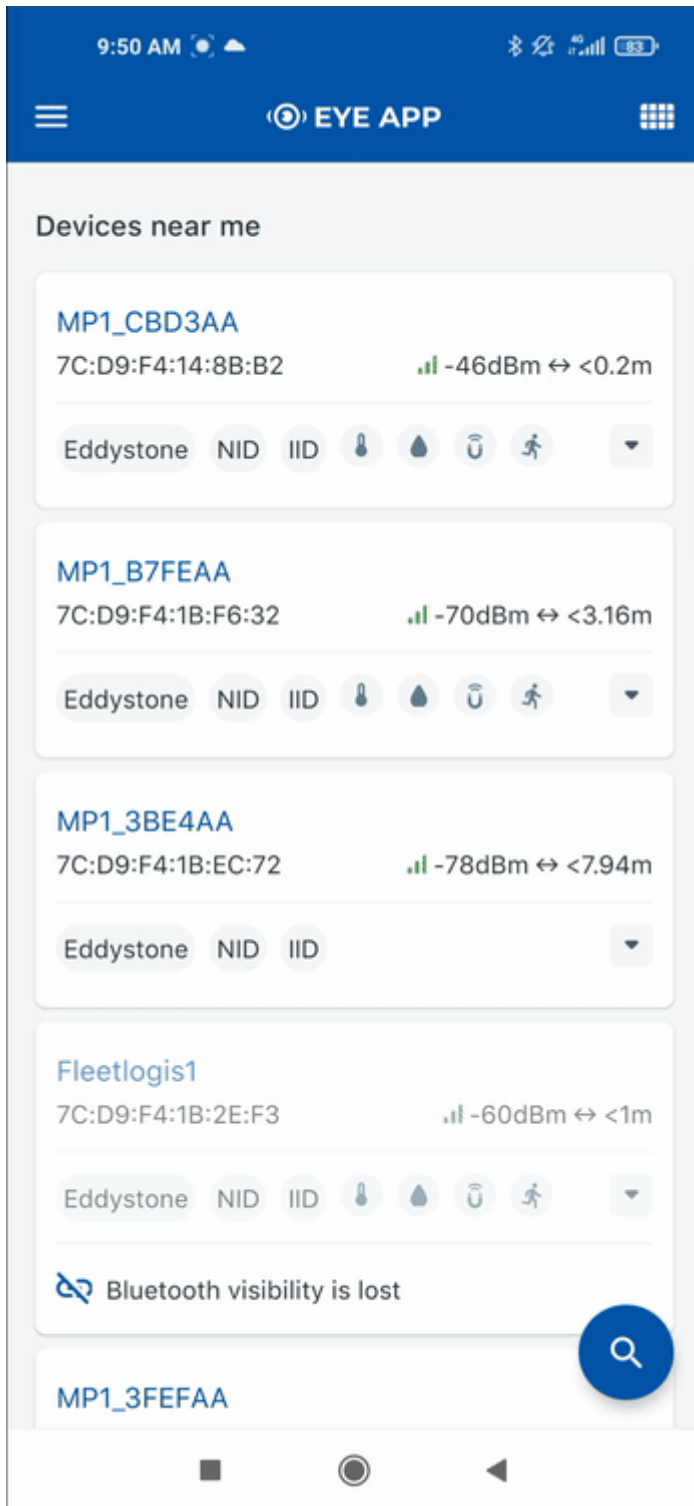 9:50 AM 4G 83
EYE APP
Devices near me
MP1_CBD3AA
7C:D9:F4:14:8B:B2 -46dBm ↔ <0.2m
Eddystone NID IID
MP1_B7FEAA
7C:D9:F4:1B:F6:32 -70dBm ↔ <3.16m
Eddystone NID IID
MP1_3BE4AA
7C:D9:F4:1B:EC:72 -78dBm ↔ <7.94m
Eddystone NID IID
Fleetlogis1
7C:D9:F4:1B:2E:F3 -60dBm ↔ <1m
Eddystone NID IID
Bluetooth visibility is lost
MP1_3FEFAA